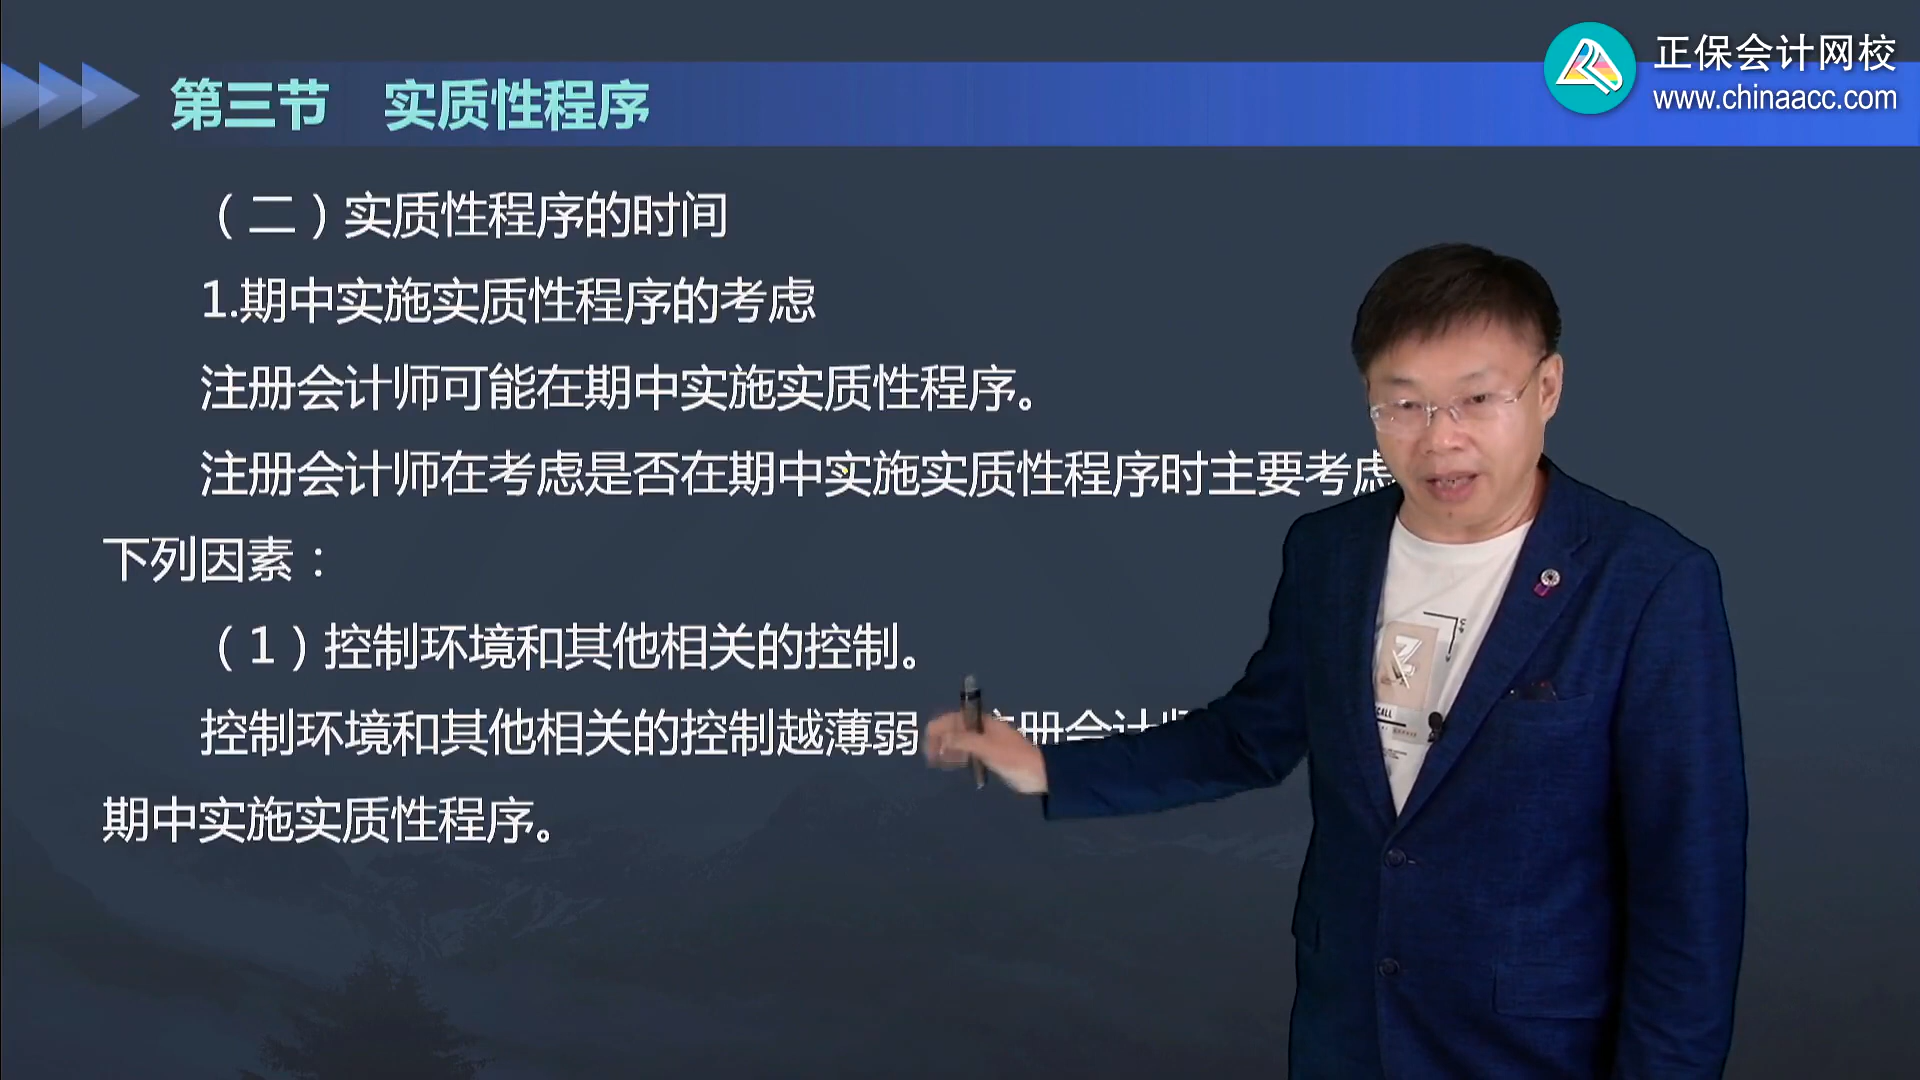 正保会计网校
www.chinaacc.com
第三节 实质性程序
（二）实质性程序的时间
1.期中实施实质性程序的考虑
注册会计师可能在期中实施实质性程序。
注册会计师在考虑是否在期中实施实质性程序时主要考虑
下列因素：
（1）控制环境和其他相关的控制。
控制环境和其他相关的控制越薄弱 册会计师
期中实施实质性程序。